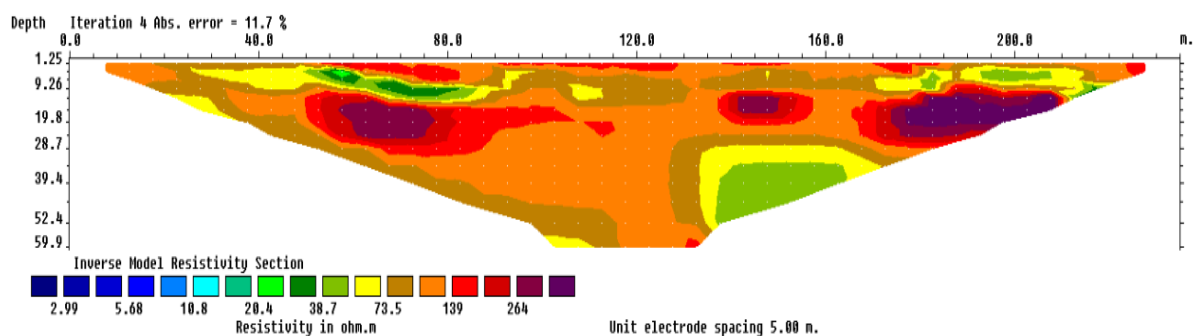 Depth Iteration 4 Abs. error = 11.7 %
0.0 40.0 80.0 120.0 160.0 200.0 m.
1.25
9.26
19.8
28.7
39.4
52.4
59.9
Inverse Model Resistivity Section
2.99 5.68 10.8 20.4 38.7 73.5 139 264
Resistivity in ohm.m Unit electrode spacing 5.00 m.